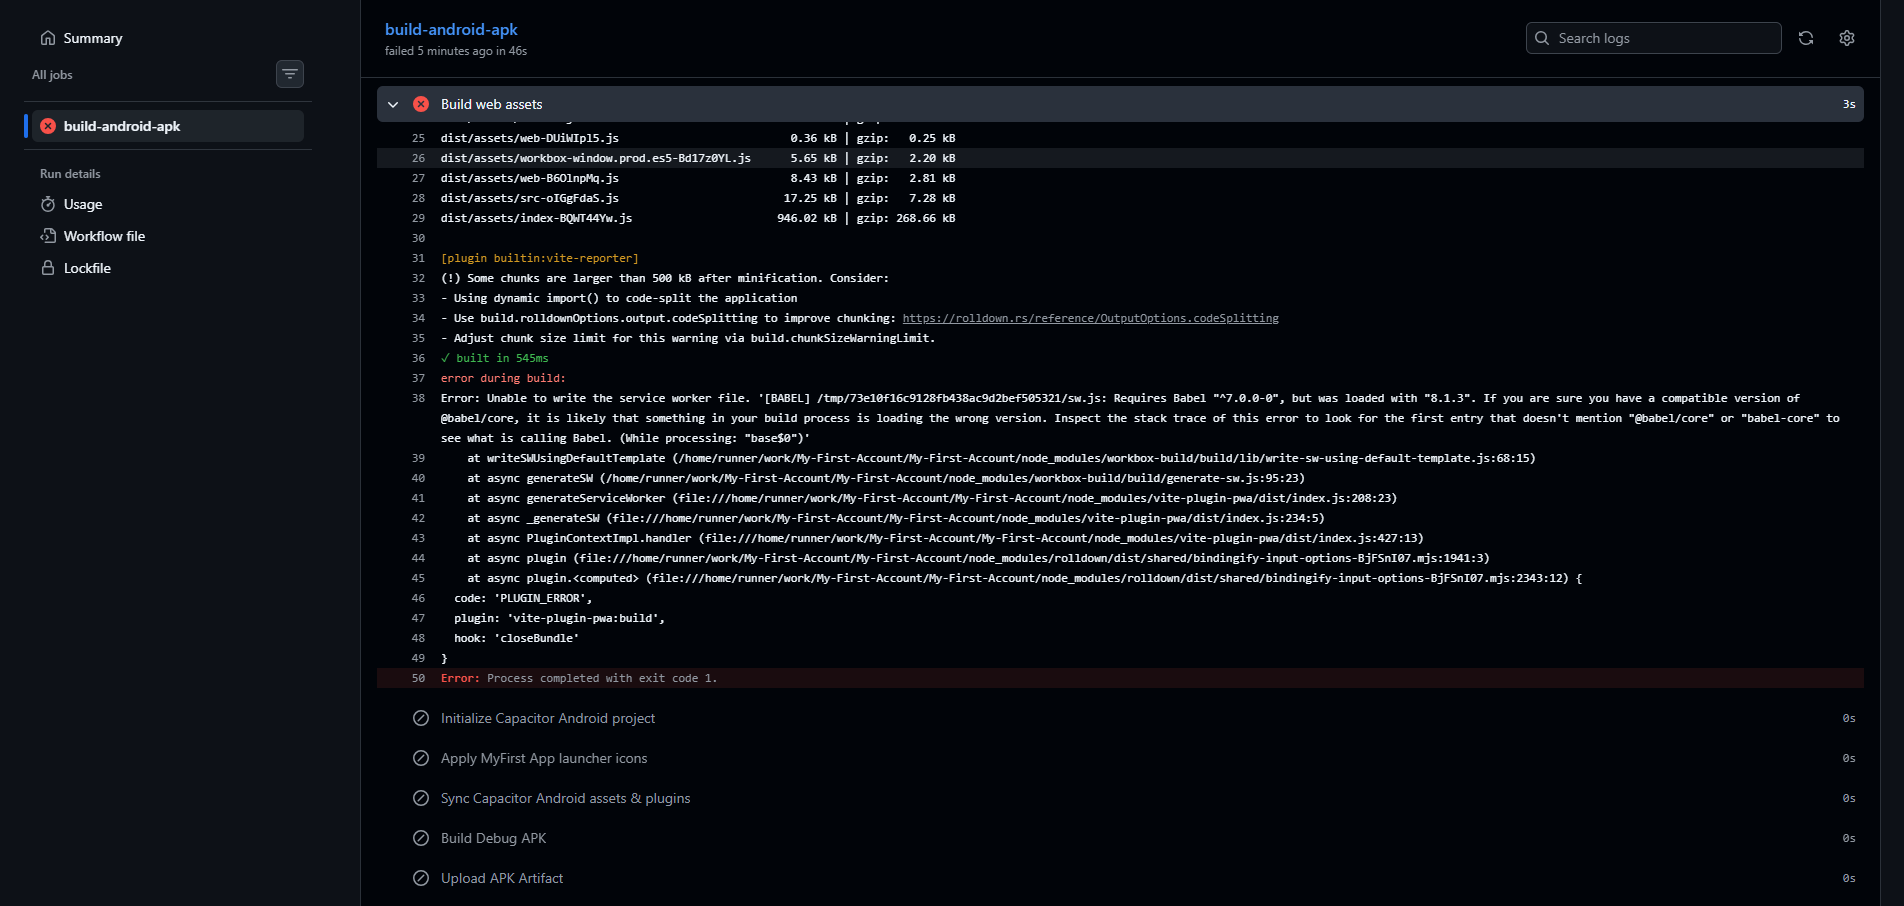 Summary
All jobs
build-android-apk
Run details
Usage
Workflow file
Lockfile
build-android-apk
failed 5 minutes ago in 46s
Search logs
Build web assets 3s
25 dist/assets/web-DUiWIpl5.js 0.36 kB | gzip: 0.25 kB
26 dist/assets/workbox-window.prod.es5-Bd17z0YL.js 5.65 kB | gzip: 2.20 kB
27 dist/assets/web-B6OlnpMq.js 8.43 kB | gzip: 2.81 kB
28 dist/assets/src-oIGgFdaS.js 17.25 kB | gzip: 7.28 kB
29 dist/assets/index-BQWT44Yw.js 946.02 kB | gzip: 268.66 kB
30
31 [plugin builtin:vite-reporter]
32 (!) Some chunks are larger than 500 kB after minification. Consider:
33 - Using dynamic import() to code-split the application
34 - Use build.rolldownOptions.output.codeSplitting to improve chunking: https://rolldown.rs/reference/OutputOptions.codeSplitting
35 - Adjust chunk size limit for this warning via build.chunkSizeWarningLimit.
36 ✓ built in 545ms
37 error during build:
38 Error: Unable to write the service worker file. '[BABEL] /tmp/73e10f16c9128fb438ac9d2bef505321/sw.js: Requires Babel "^7.0.0-0", but was loaded with "8.1.3". If you are sure you have a compatible version of
@babel/core, it is likely that something in your build process is loading the wrong version. Inspect the stack trace of this error to look for the first entry that doesn't mention "@babel/core" or "babel-core" to
see what is calling Babel. (While processing: "base$0")'
39 at writeSWUsingDefaultTemplate (/home/runner/work/My-First-Account/My-First-Account/node_modules/workbox-build/build/lib/write-sw-using-default-template.js:68:15)
40 at async generateSW (/home/runner/work/My-First-Account/My-First-Account/node_modules/workbox-build/build/generate-sw.js:95:23)
41 at async generateServiceWorker (file:///home/runner/work/My-First-Account/My-First-Account/node_modules/vite-plugin-pwa/dist/index.js:208:23)
42 at async _generateSW (file:///home/runner/work/My-First-Account/My-First-Account/node_modules/vite-plugin-pwa/dist/index.js:234:5)
43 at async PluginContextImpl.handler (file:///home/runner/work/My-First-Account/My-First-Account/node_modules/vite-plugin-pwa/dist/index.js:427:13)
44 at async plugin (file:///home/runner/work/My-First-Account/My-First-Account/node_modules/rolldown/dist/shared/bindingify-input-options-BjFSnI07.mjs:1941:3)
45 at async plugin.<computed> (file:///home/runner/work/My-First-Account/My-First-Account/node_modules/rolldown/dist/shared/bindingify-input-options-BjFSnI07.mjs:2343:12) {
46 code: 'PLUGIN_ERROR',
47 plugin: 'vite-plugin-pwa:build',
48 hook: 'closeBundle'
49 }
50 Error: Process completed with exit code 1.
Initialize Capacitor Android project 0s
Apply MyFirst App launcher icons 0s
Sync Capacitor Android assets & plugins 0s
Build Debug APK 0s
Upload APK Artifact 0s